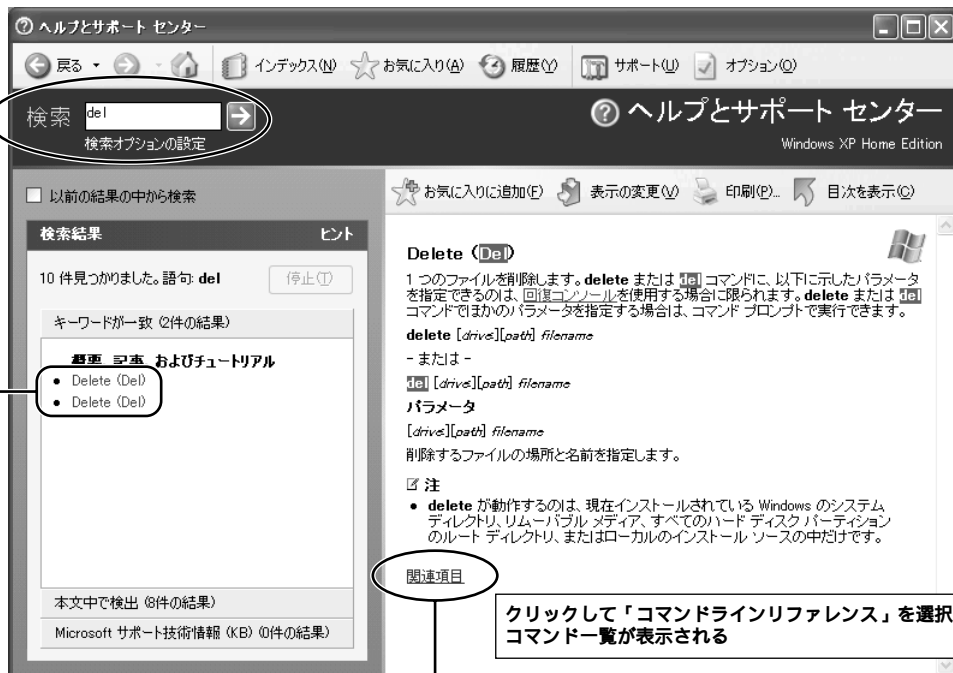 ヘルプとサポート センター
戻る
インデックス(N)
お気に入り(A)
履歴(Y)
サポート(U)
オプション(O)
検索
del
検索オプションの設定
ヘルプとサポート センター
Windows XP Home Edition
以前の結果の中から検索
お気に入りに追加(F)
表示の変更(V)
印刷(P)...
目次を表示(C)
検索結果
ヒント
10 件見つかりました。語句: del
停止(T)
キーワードが一致 (2件の結果)
概要、記事、およびチュートリアル
• Delete (Del)
• Delete (Del)
本文中で検出 (8件の結果)
Microsoft サポート技術情報 (KB) (0件の結果)
Delete (Del)
1 つのファイルを削除します。delete または del コマンドに、以下に示したパラメータ
を指定できるのは、回復コンソールを使用する場合に限られます。delete または del
コマンドでほかのパラメータを指定する場合は、コマンド プロンプトで実行できます。
delete [drive:][path] filename
- または -
del [drive:][path] filename
パラメータ
[drive:][path] filename
削除するファイルの場所と名前を指定します。
注
• delete が動作するのは、現在インストールされている Windows のシステム
ディレクトリ、リムーバブル メディア、すべてのハード ディスク パーティション
のルート ディレクトリ、またはローカルのインストール ソースの中だけです。
関連項目
クリックして「コマンドラインリファレンス」を選択
コマンド一覧が表示される